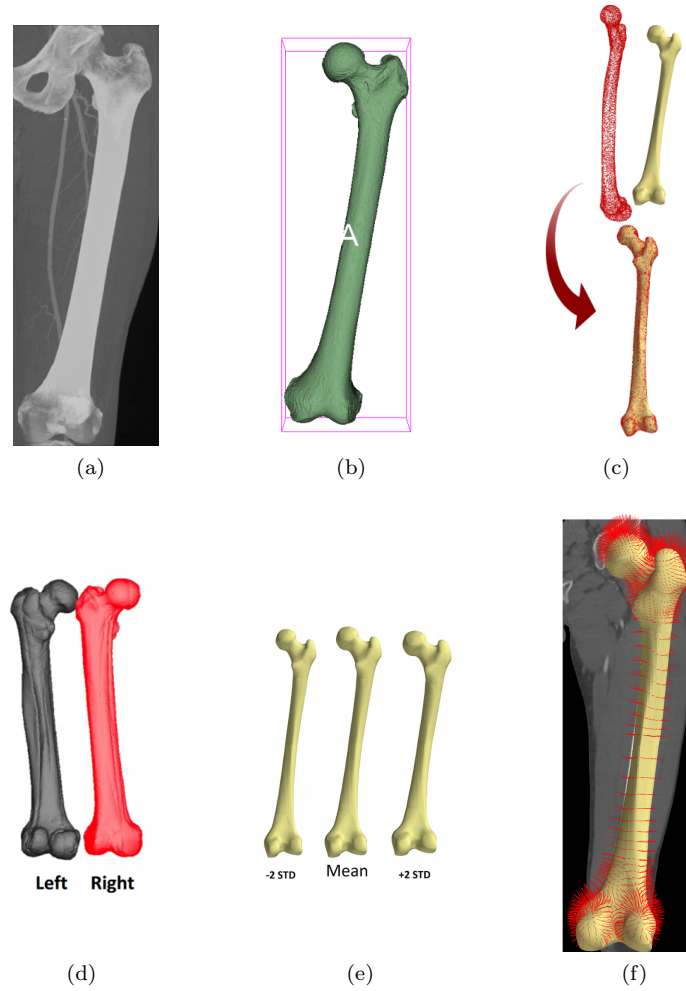 A
(a)
(b)
(c)
Left Right
-2 STD Mean +2 STD
(d)
(e)
(f)